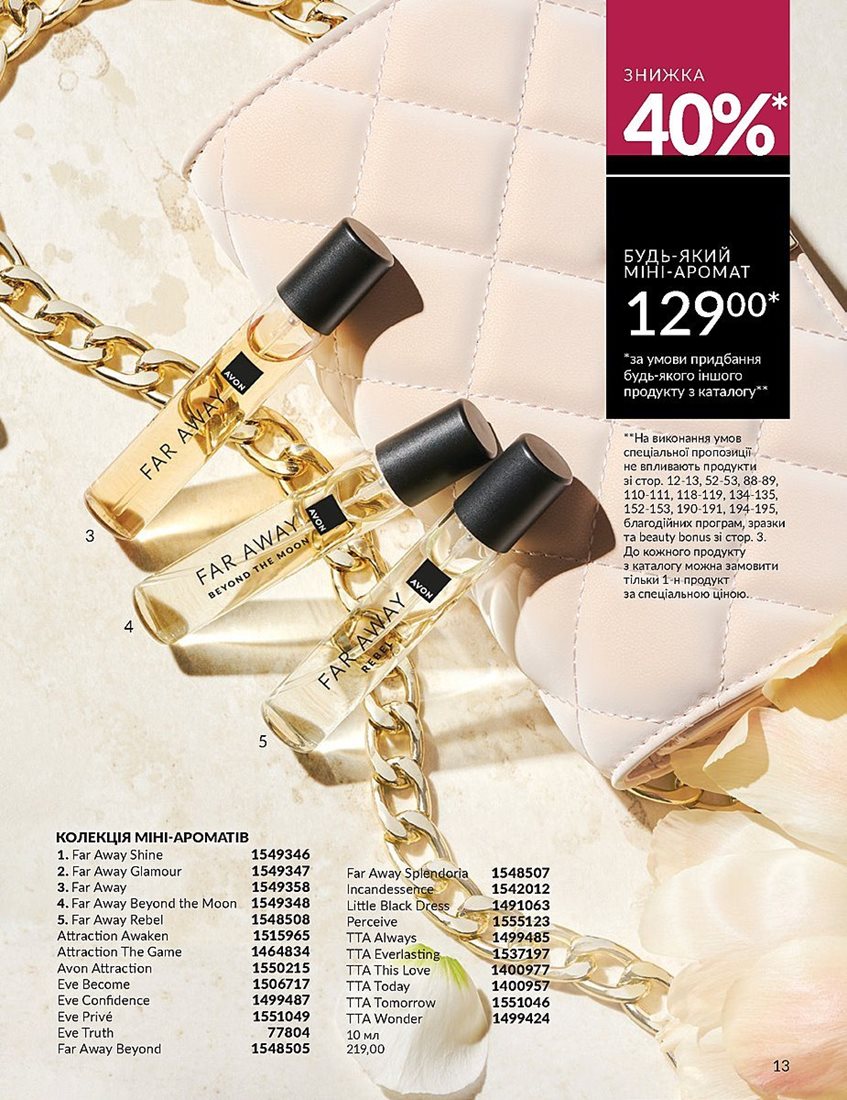 ЗНИЖКА
40%*
БУДЬ-ЯКИЙ
МІНІ-АРОМАТ
129⁰⁰*
*за умови придбання
будь-якого іншого
продукту з каталогу**
**На виконання умов
спеціальної пропозиції
не впливають продукти
зі стор. 12-13, 52-53, 88-89,
110-111, 118-119, 134-135,
152-153, 190-191, 194-195,
благодійних програм, зразки
та beauty bonus зі стор. 3.
До кожного продукту
з каталогу можна замовити
тільки 1-н продукт
за спеціальною ціною.
AVON
FAR AWAY
3
AVON
FAR AWAY
BEYOND THE MOON
4
AVON
FAR AWAY
REBEL
5
КОЛЕКЦІЯ МІНІ-АРОМАТІВ
1. Far Away Shine 1549346
2. Far Away Glamour 1549347
3. Far Away 1549358
4. Far Away Beyond the Moon 1549348
5. Far Away Rebel 1548508
Attraction Awaken 1515965
Attraction The Game 1464834
Avon Attraction 1550215
Eve Become 1506717
Eve Confidence 1499487
Eve Privé 1551049
Eve Truth 77804
Far Away Beyond 1548505
Far Away Splendoria 1548507
Incandessence 1542012
Little Black Dress 1491063
Perceive 1555123
TTA Always 1499485
TTA Everlasting 1537197
TTA This Love 1400977
TTA Today 1400957
TTA Tomorrow 1551046
TTA Wonder 1499424
10 мл
219,00
13